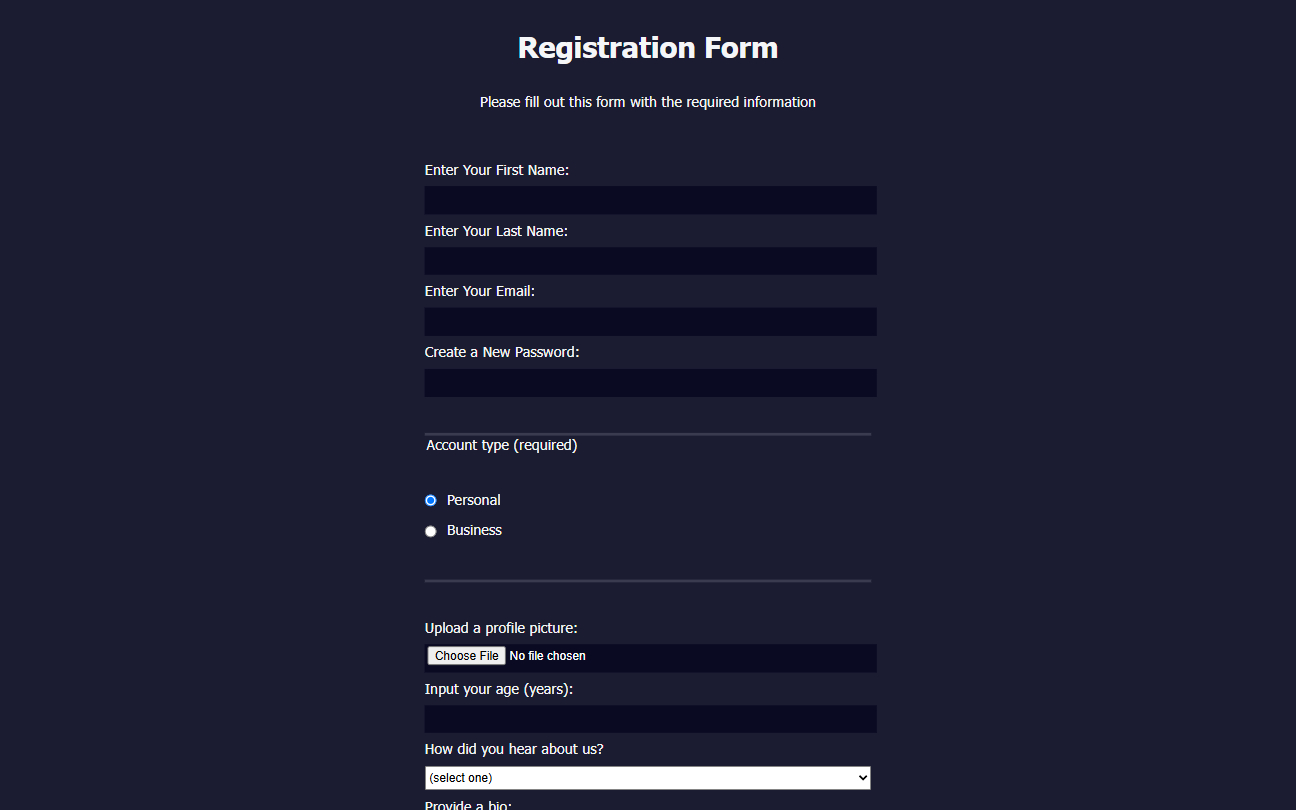 Registration Form
Please fill out this form with the required information
Enter Your First Name:
Enter Your Last Name:
Enter Your Email:
Create a New Password:
Account type (required)
Personal
Business
Upload a profile picture:
Choose File No file chosen
Input your age (years):
How did you hear about us?
(select one)
Provide a bio: